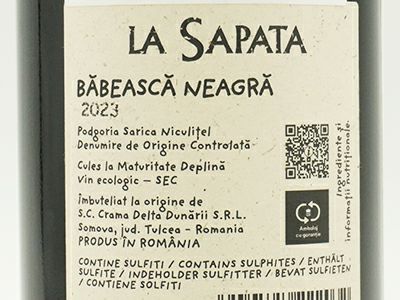 LA SAPATA
BĂBEASCĂ NEAGRĂ
2023
Podgoria Sarica Niculițel
Denumire de Origine Controlată
Cules la Maturitate Deplină
Vin ecologic – SEC
Îmbuteliat la origine de
S.C. Crama Delta Dunării S.R.L.
Somova, jud. Tulcea – Romania
PRODUS ÎN ROMÂNIA
CONTINE SULFITI / CONTAINS SULPHITES / ENTHÄLT
SULFITE / INDEHOLDER SULFITTER / BEVAT SULFIETEN
/ CONTIENE SOLFITI
Ingrediente și
informații nutriționale.
Ambalaj
cu garanție